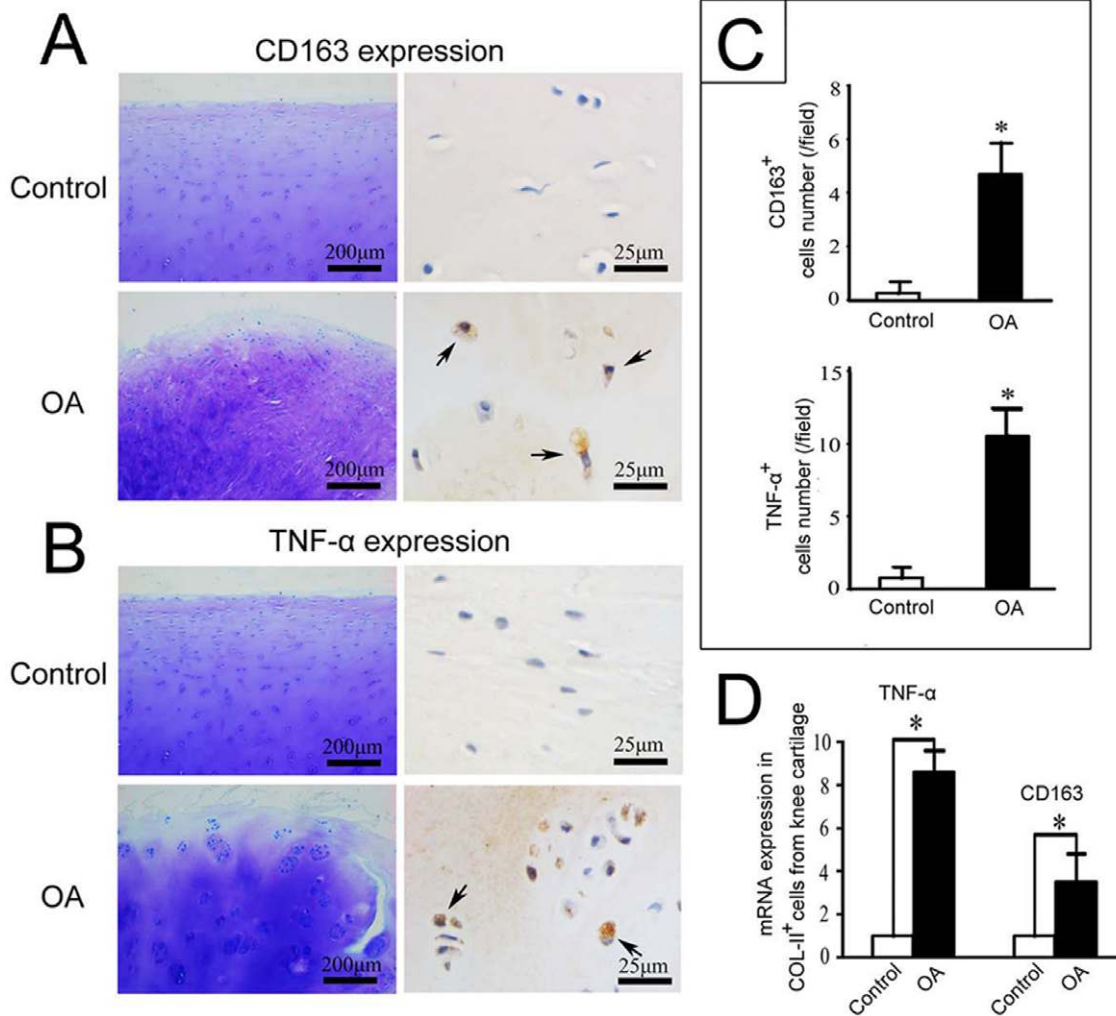 A
CD163 expression
Control
200μm
25μm
OA
200μm
25μm
B
TNF-α expression
Control
200μm
25μm
OA
200μm
25μm
C
CD163+
cells number (/field)
8
6
4
2
0
*
Control
OA
TNF-α+
cells number (/field)
15
10
5
0
*
Control
OA
D
mRNA expression in
COL-II+ cells from knee cartilage
10
8
6
4
2
0
TNF-α
*
CD163
*
Control
OA
Control
OA